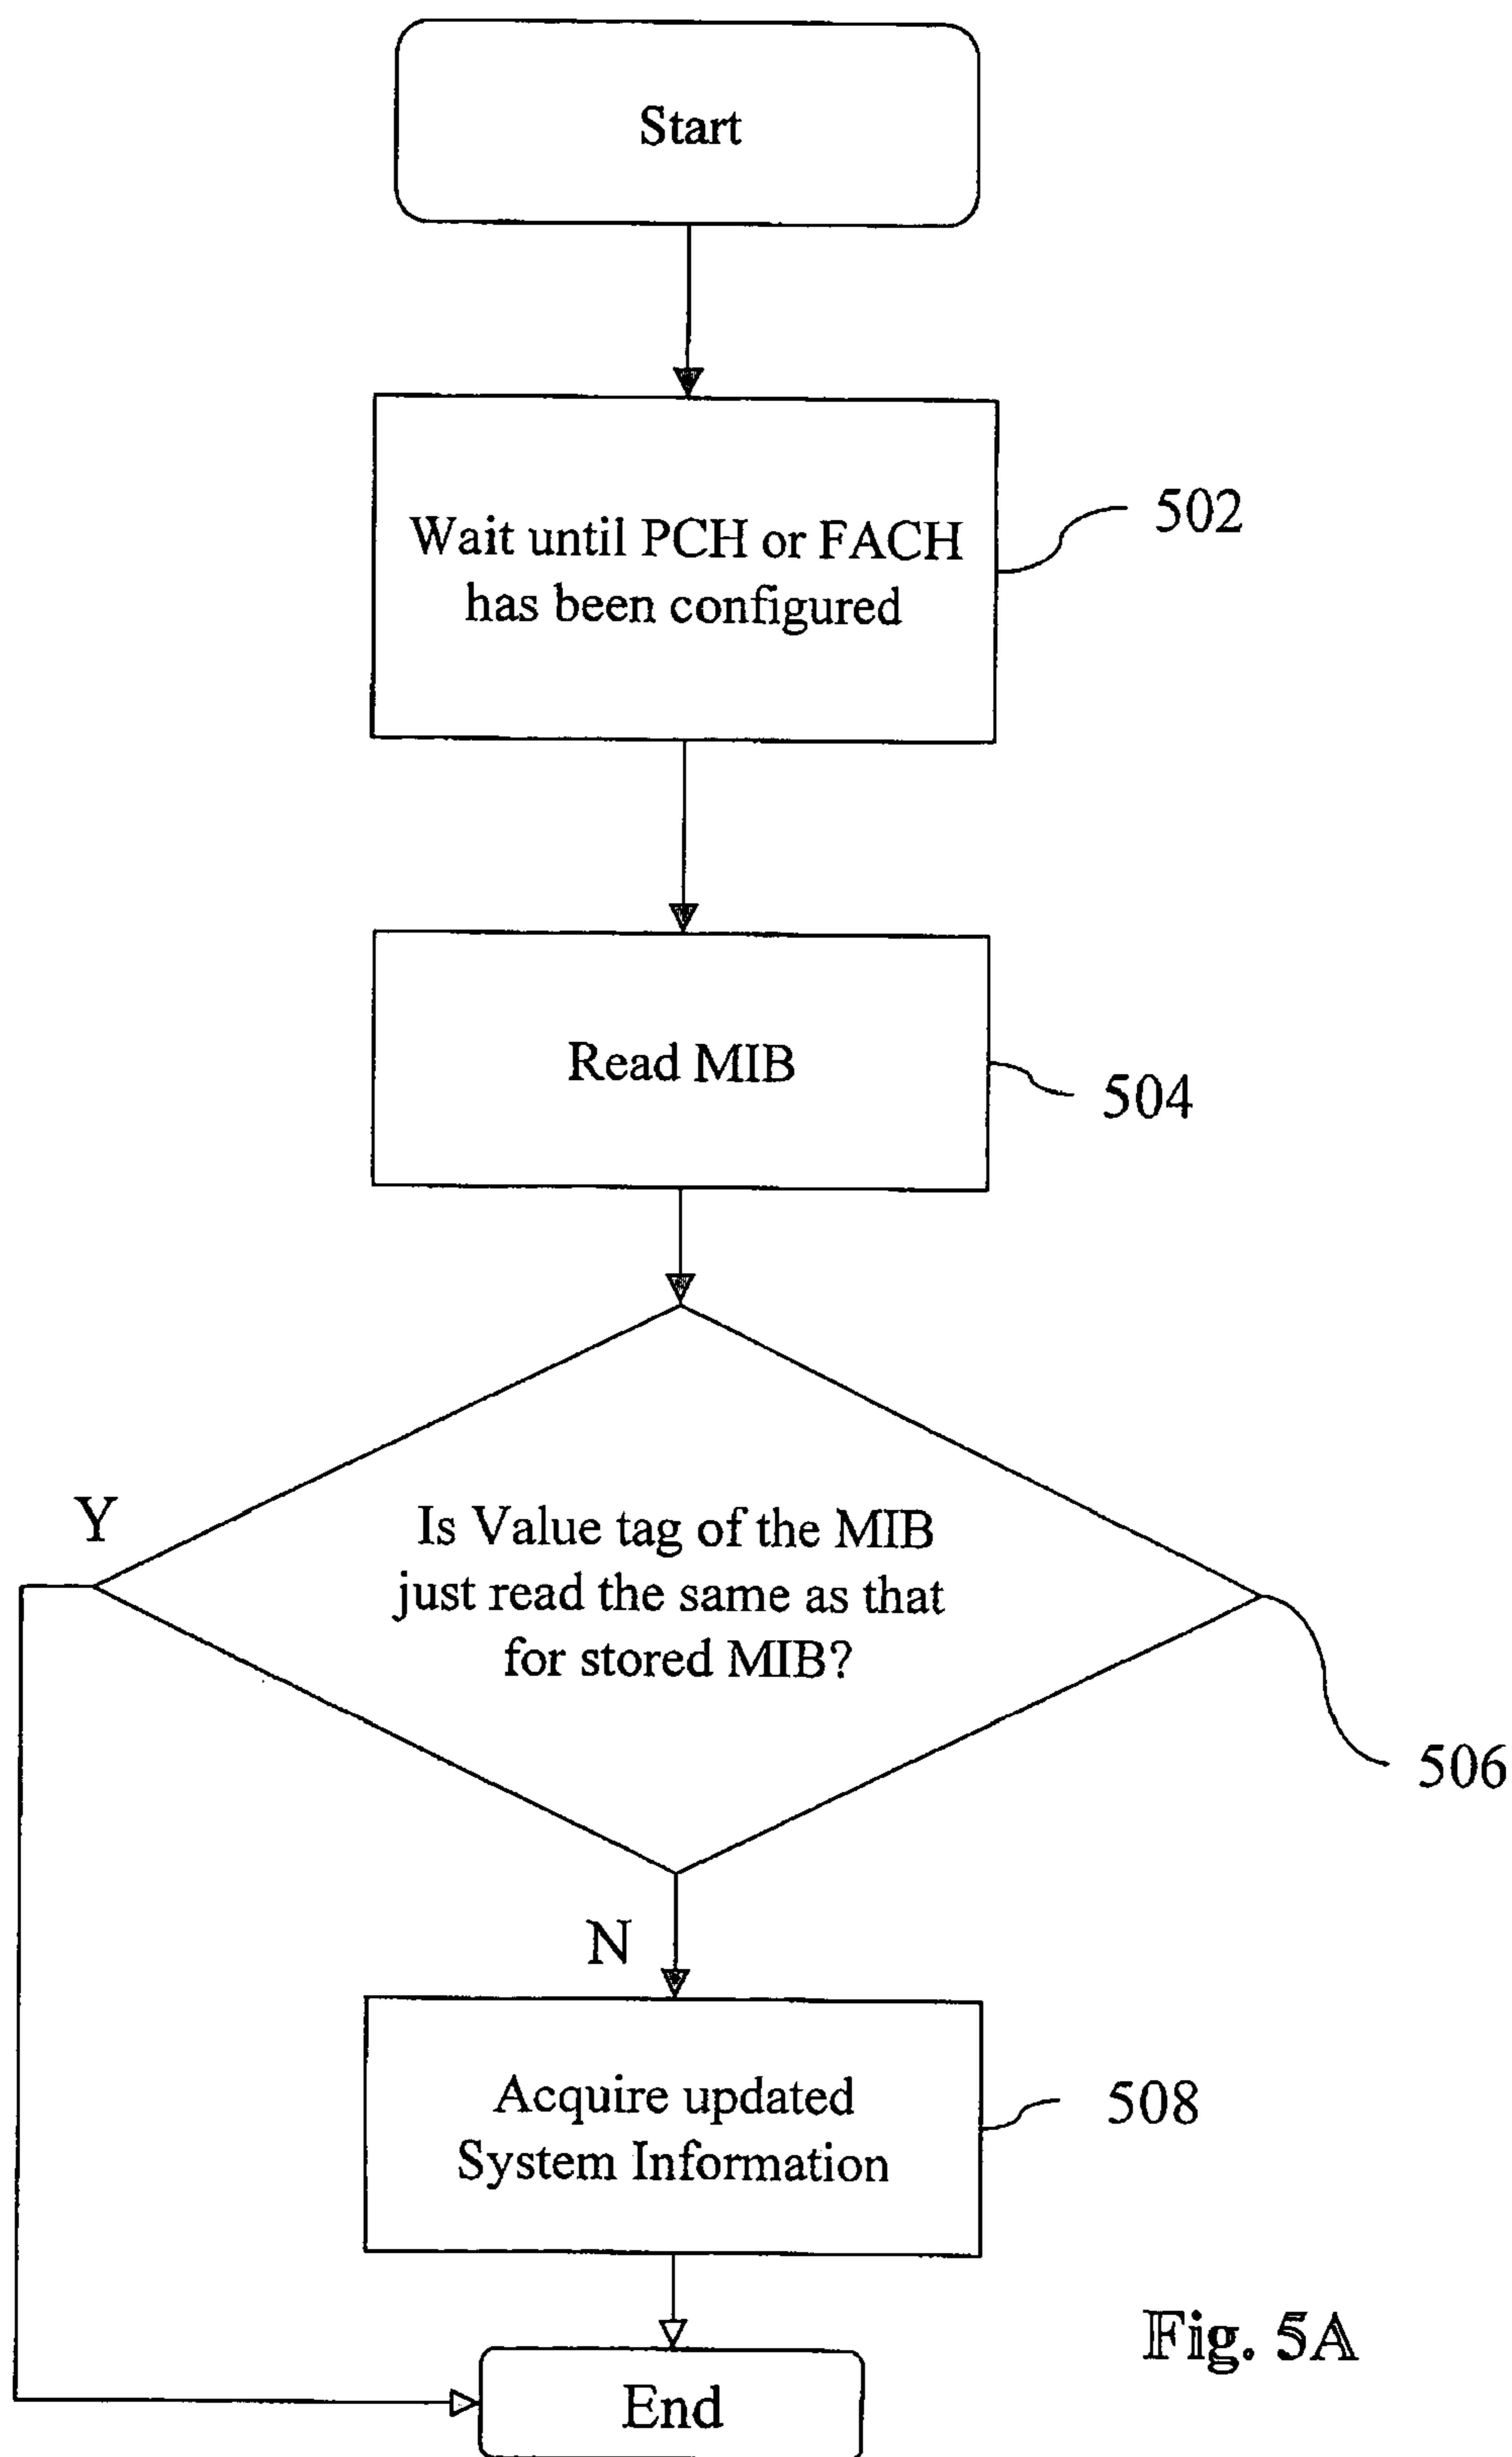 Start
Wait until PCH or FACH
has been configured
502
Read MIB
504
Y
Is Value tag of the MIB
just read the same as that
for stored MIB?
506
N
Acquire updated
System Information
508
End
Fig. 5A